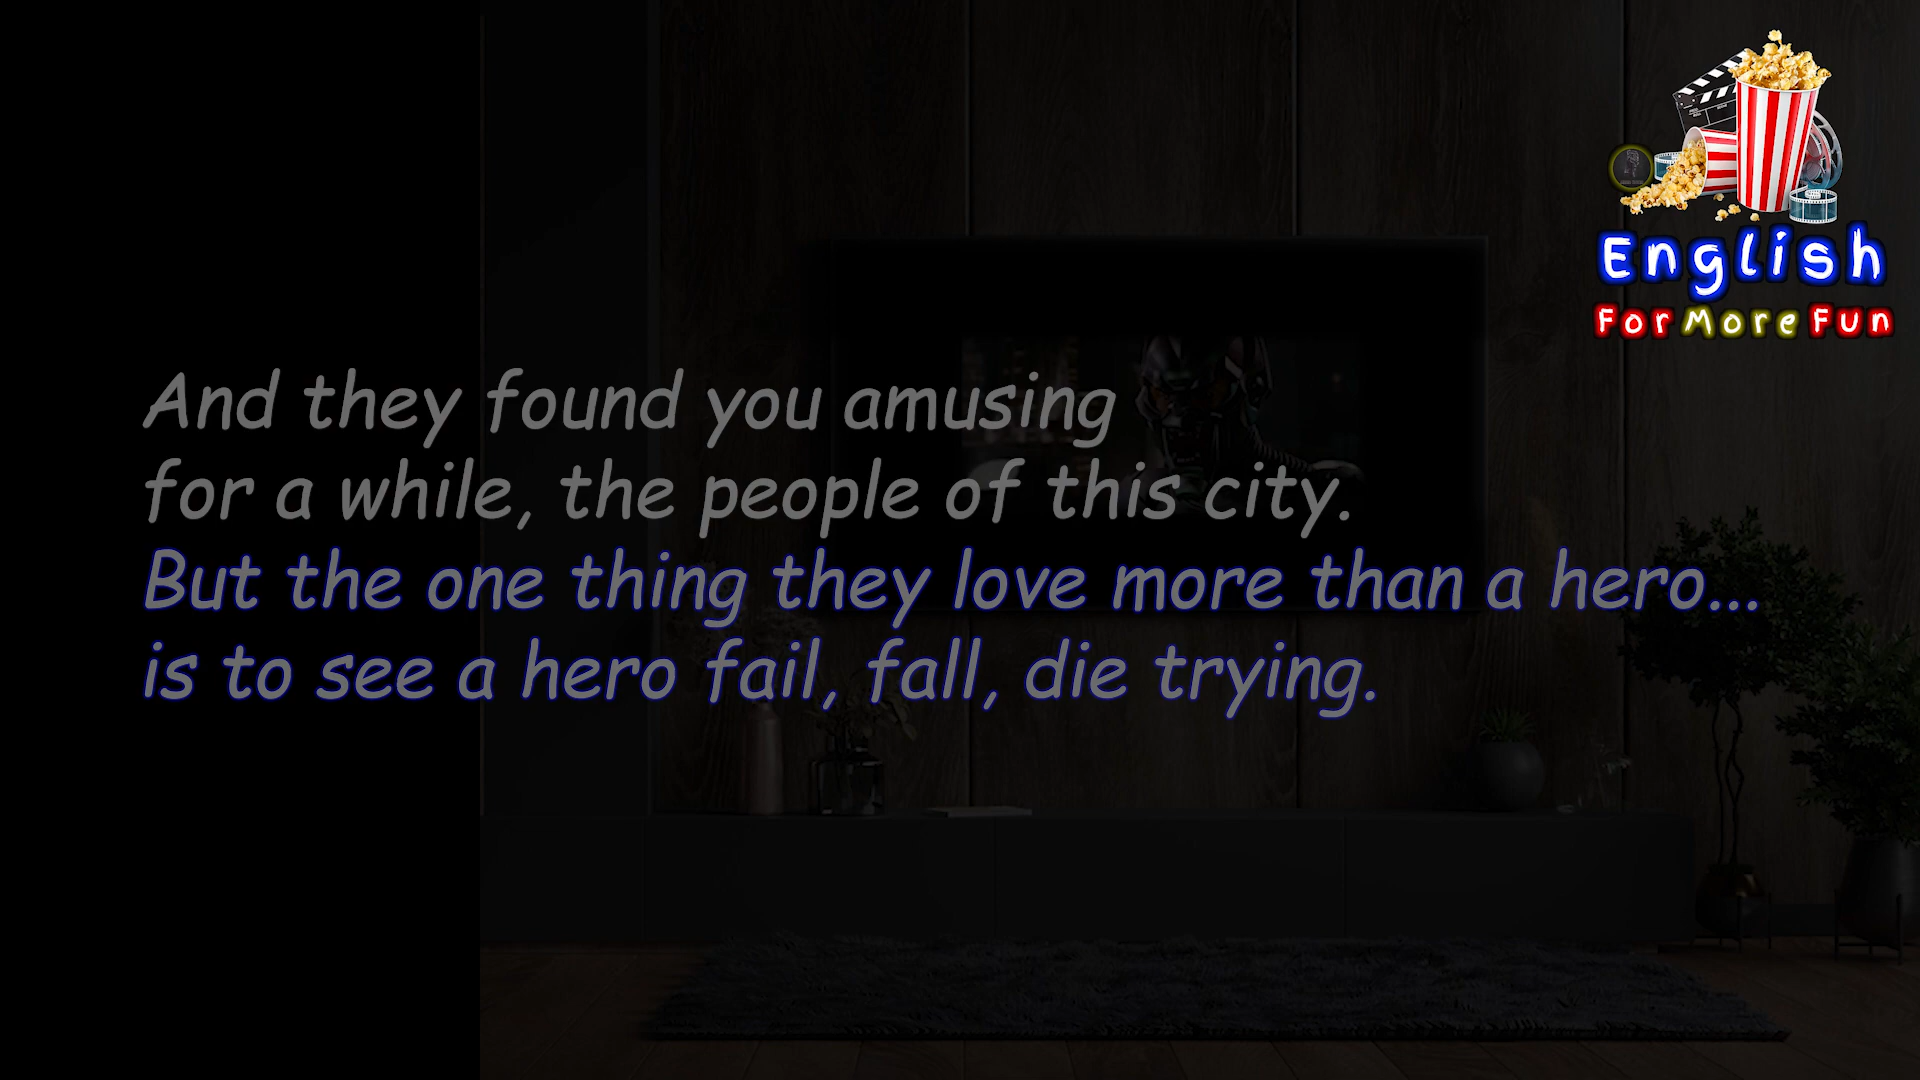 English
For More Fun
And they found you amusing
for a while, the people of this city.
But the one thing they love more than a hero...
is to see a hero fail, fall, die trying.